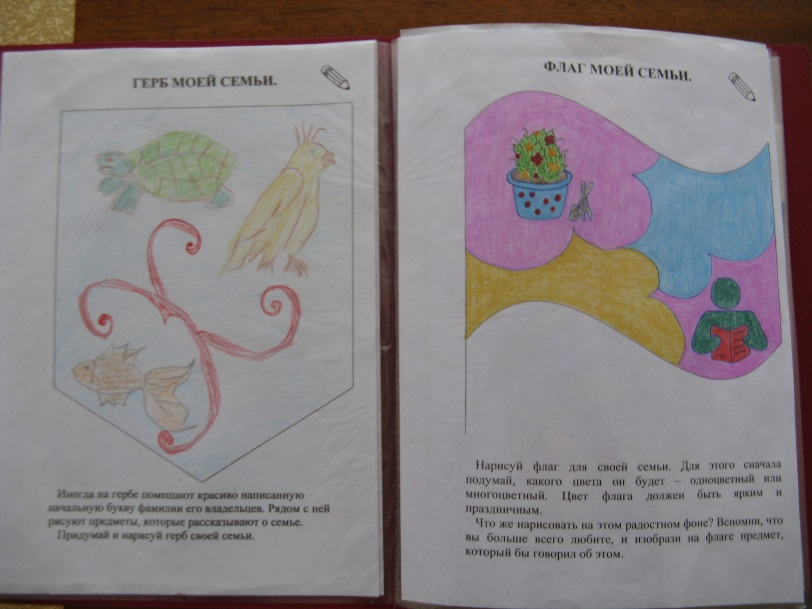 ГЕРБ МОЕЙ СЕМЬИ.
Иногда на гербе помещают красиво написанную
начальную букву фамилии его владельцев. Рядом с ней
рисуют предметы, которые рассказывают о семье.
Придумай и нарисуй герб своей семьи.
ФЛАГ МОЕЙ СЕМЬИ.
Нарисуй флаг для своей семьи. Для этого сначала
подумай, какого цвета он будет – одноцветный или
многоцветный. Цвет флага должен быть ярким и
праздничным.
Что же нарисовать на этом радостном фоне? Вспомни, что
вы больше всего любите, и изобрази на флаге предмет,
который бы говорил об этом.